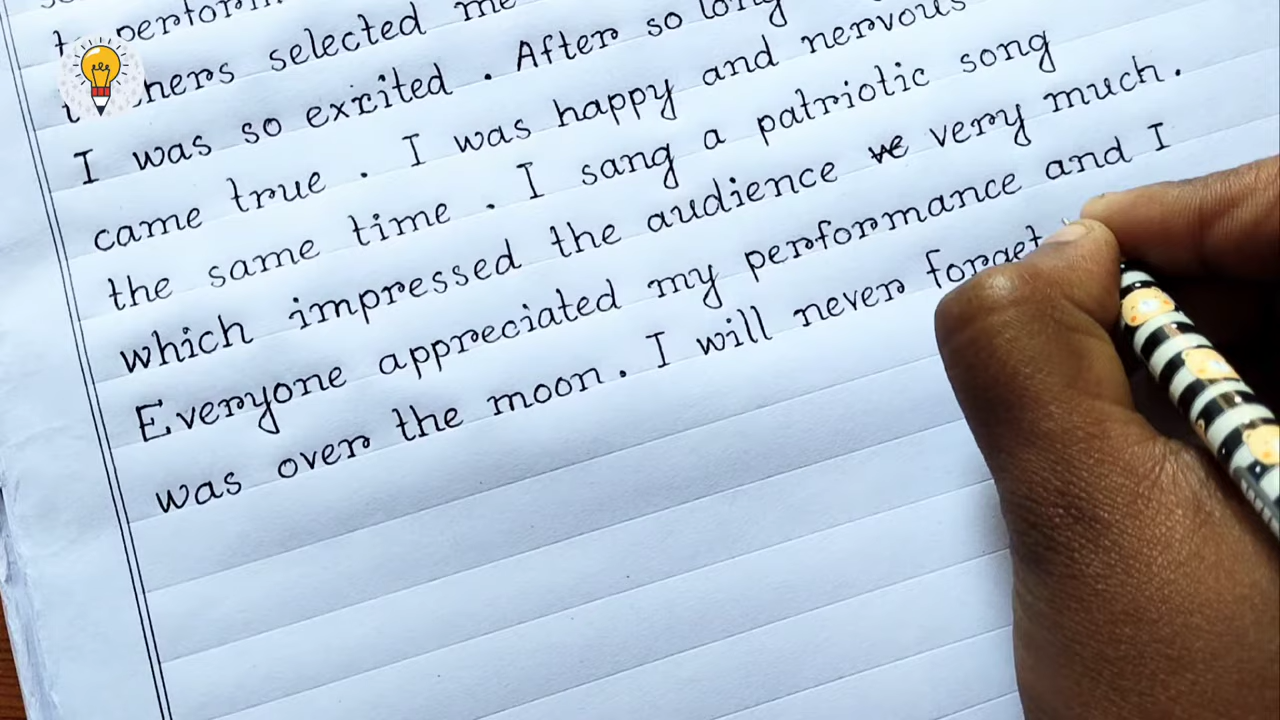 to perform
selected me
I was so excited. After so long
came true. I was happy and nervous
the same time. I sang a patriotic song
which impressed the audience ve very much.
Everyone appreciated my performance and I
was over the moon. I will never forget